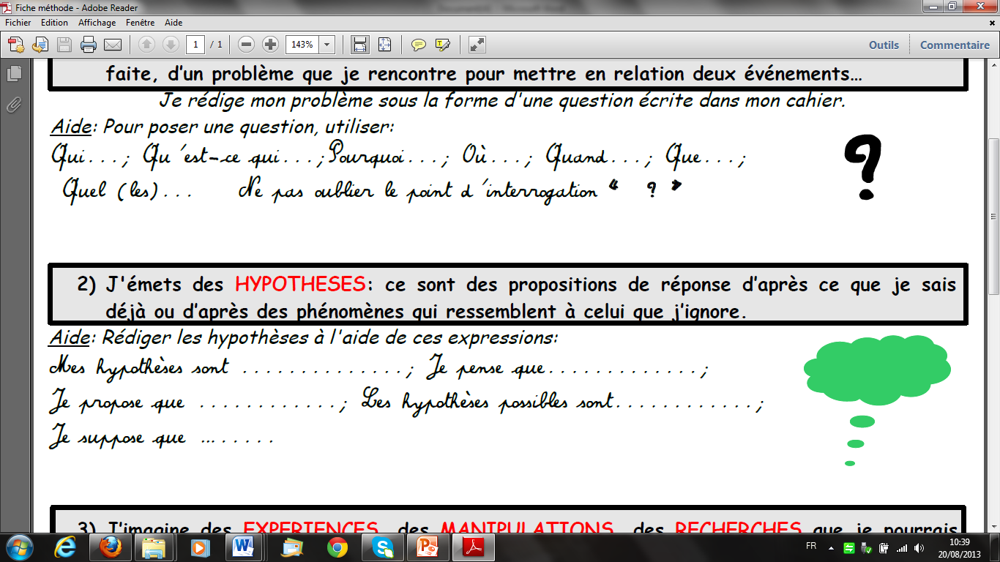 Fiche méthode - Adobe Reader
Fichier Edition Affichage Fenêtre Aide
1 / 1 143% Outils Commentaire
faite, d'un problème que je rencontre pour mettre en relation deux événements…
Je rédige mon problème sous la forme d'une question écrite dans mon cahier.
Aide: Pour poser une question, utiliser:
Qui...; Qu'est-ce qui...; Pourquoi...; Où...; Quand...; Que...;
Quel (les)... Ne pas oublier le point d'interrogation " ? "
?
2) J'émets des HYPOTHESES: ce sont des propositions de réponse d'après ce que je sais
déjà ou d'après des phénomènes qui ressemblent à celui que j'ignore.
Aide: Rédiger les hypothèses à l'aide de ces expressions:
Mes hypothèses sont ..............; Je pense que.............;
Je propose que ............; Les hypothèses possibles sont............;
Je suppose que ….....
3) J'imagine des EXPERIENCES, des MANIPULATIONS, des RECHERCHES que je pourrais
FR 10:39
20/08/2013